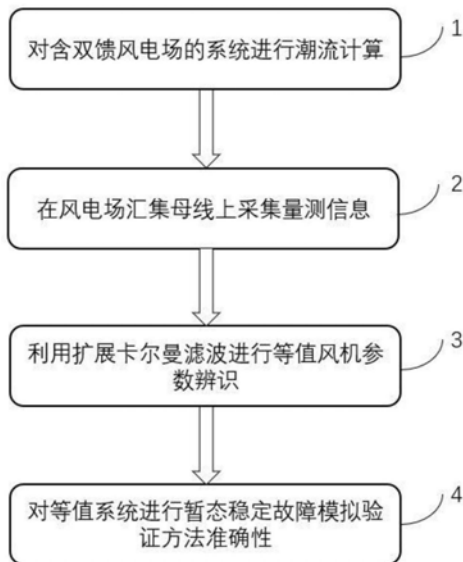 对含双馈风电场的系统进行潮流计算
1
在风电场汇集母线上采集量测信息
2
利用扩展卡尔曼滤波进行等值风机参
数辨识
3
对等值系统进行暂态稳定故障模拟验
证方法准确性
4